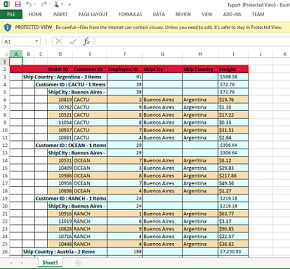 Export [Protected View] - Excel
FILE HOME INSERT PAGE LAYOUT FORMULAS DATA REVIEW VIEW ADD-INS TEAM
PROTECTED VIEW Be careful—files from the Internet can contain viruses. Unless you need to edit, it's safer to stay in Protected View.
A1 fx
A B C D E F G H I J K
1
2 Order ID Customer ID Employee ID ShipCity Ship Country Freight
3 Ship Country : Argentina - 3 Items 91 $598.58
4 Customer ID : CACTU - 1 Items 38 $72.76
5 ShipCity : Buenos Aires - 38 $72.76
6 10819 CACTU 2 Buenos Aires Argentina $19.76
7 10782 CACTU 9 Buenos Aires Argentina $1.10
8 10521 CACTU 8 Buenos Aires Argentina $17.22
9 11054 CACTU 8 Buenos Aires Argentina $0.33
10 10937 CACTU 7 Buenos Aires Argentina $31.51
11 10881 CACTU 4 Buenos Aires Argentina $2.84
12 Customer ID : OCEAN - 1 Items 29 $306.64
13 ShipCity : Buenos Aires - 29 $306.64
14 10531 OCEAN 7 Buenos Aires Argentina $8.12
15 10409 OCEAN 3 Buenos Aires Argentina $29.83
16 10986 OCEAN 8 Buenos Aires Argentina $217.86
17 10958 OCEAN 7 Buenos Aires Argentina $49.56
18 10898 OCEAN 4 Buenos Aires Argentina $1.27
19 Customer ID : RANCH - 1 Items 24 $219.18
20 ShipCity : Buenos Aires - 24 $219.18
21 10916 RANCH 1 Buenos Aires Argentina $63.77
22 11019 RANCH 6 Buenos Aires Argentina $3.17
23 10828 RANCH 9 Buenos Aires Argentina $90.85
24 10716 RANCH 4 Buenos Aires Argentina $22.57
25 10448 RANCH 4 Buenos Aires Argentina $38.82
26 Ship Country : Austria - 2 Items 188 $7,250.83
Sheet1